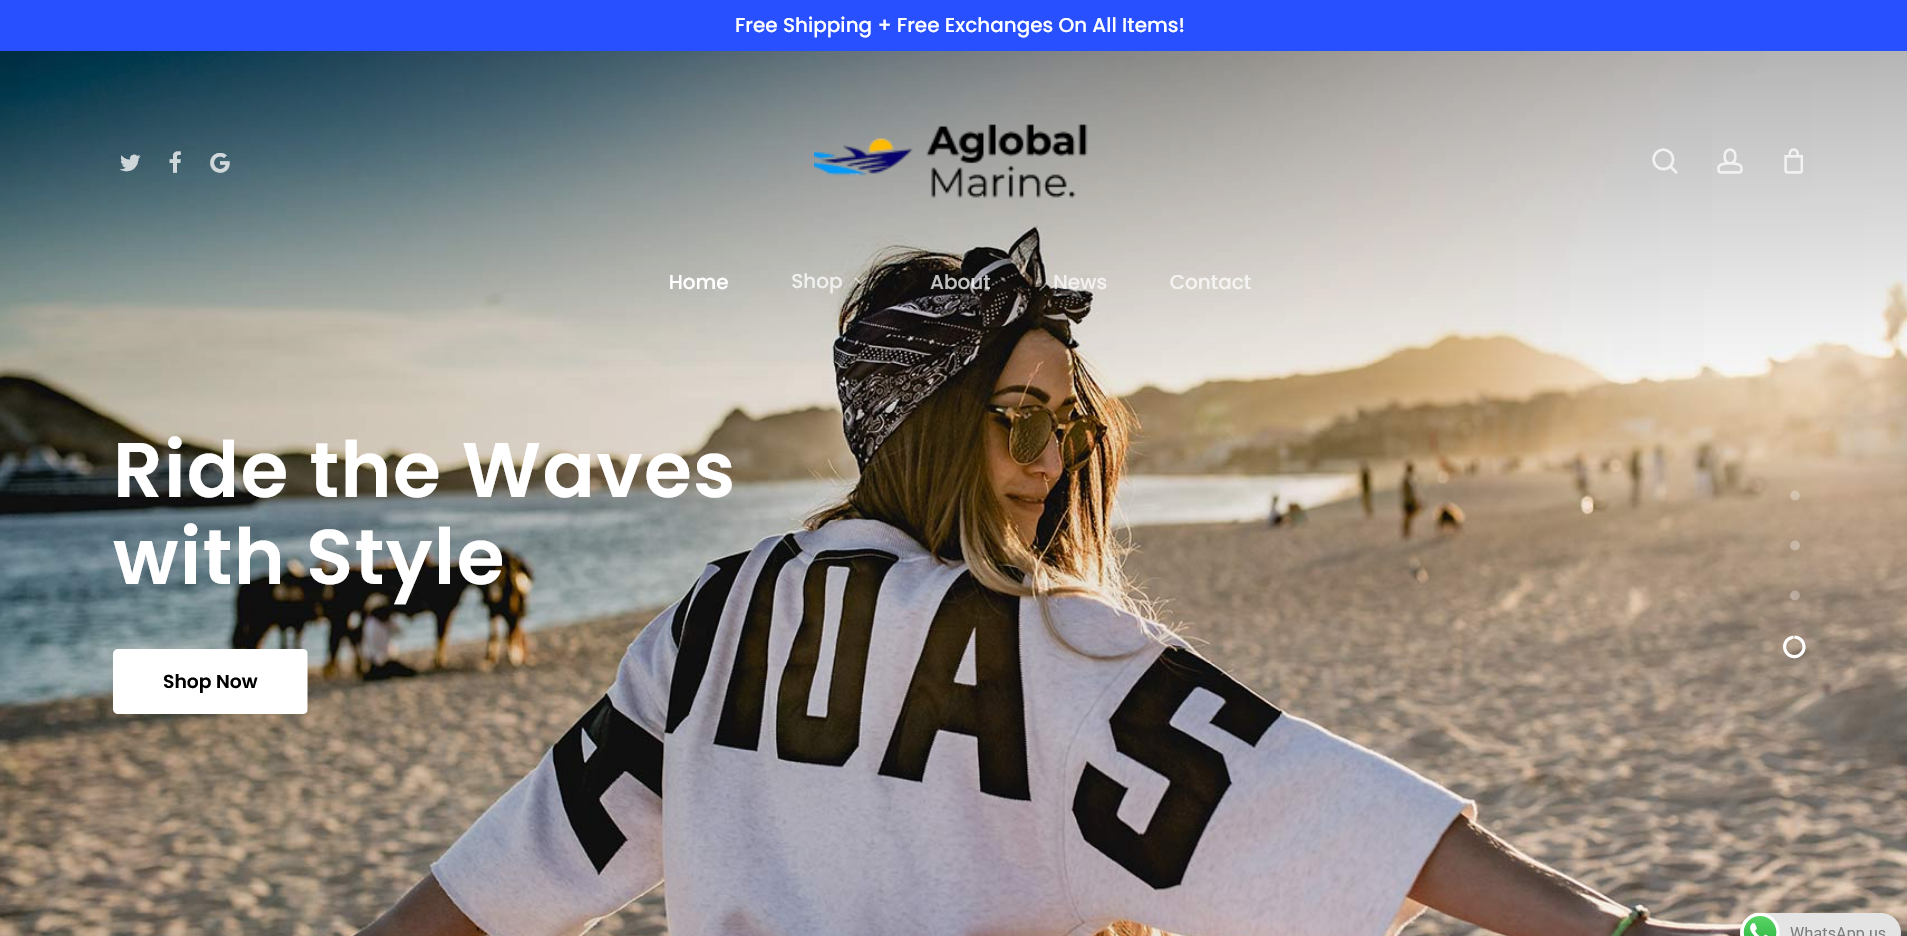 Free Shipping + Free Exchanges On All Items!
Aglobal
Marine.
Home Shop About News Contact
Ride the Waves
with Style
Shop Now
ADIDAS
WhatsApp us